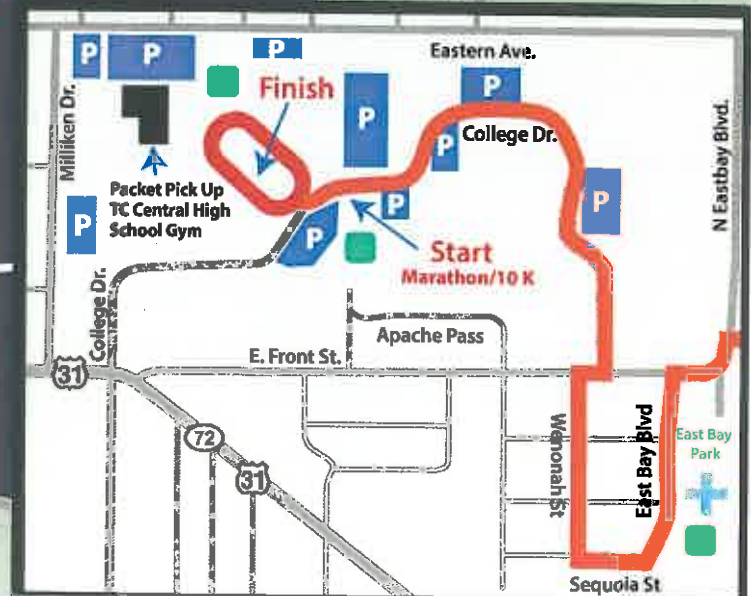 P
P
P
Eastern Ave.
Finish
P
P
College Dr.
P
Milliken Dr.
N Eastbay Blvd.
Packet Pick Up
TC Central High
School Gym
P
P
P
P
Start
Marathon/10 K
College Dr.
Apache Pass
E. Front St.
31
72
31
Wenonah St
East Bay Blvd
East Bay
Park
Sequoia St